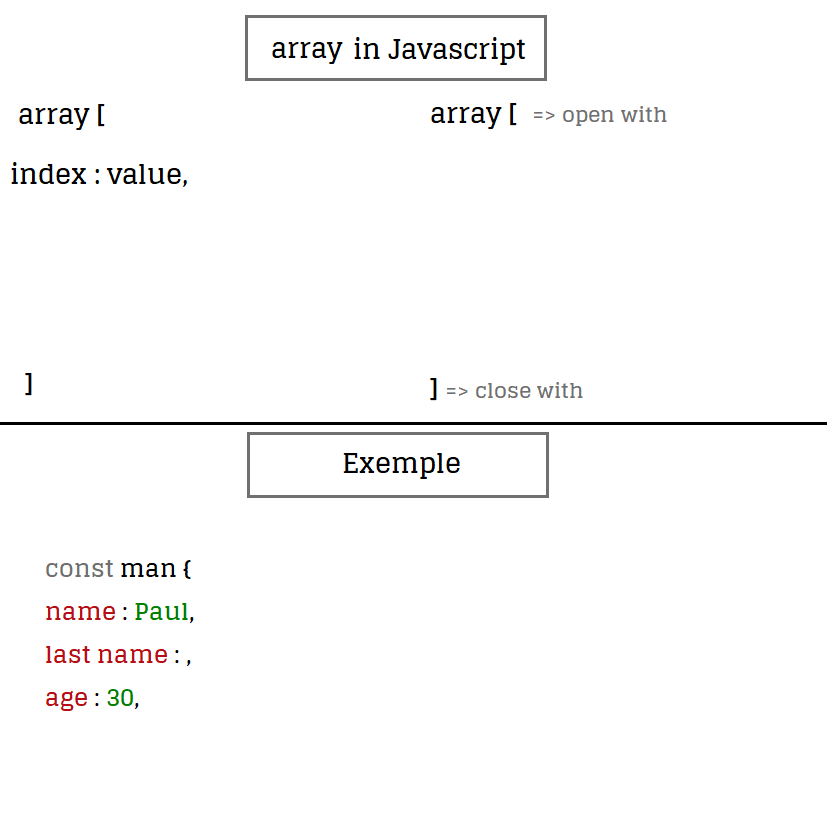 array in Javascript
array [
array [ => open with
index : value,
]
] => close with
Exemple
const man {
name : Paul,
last name : ,
age : 30,